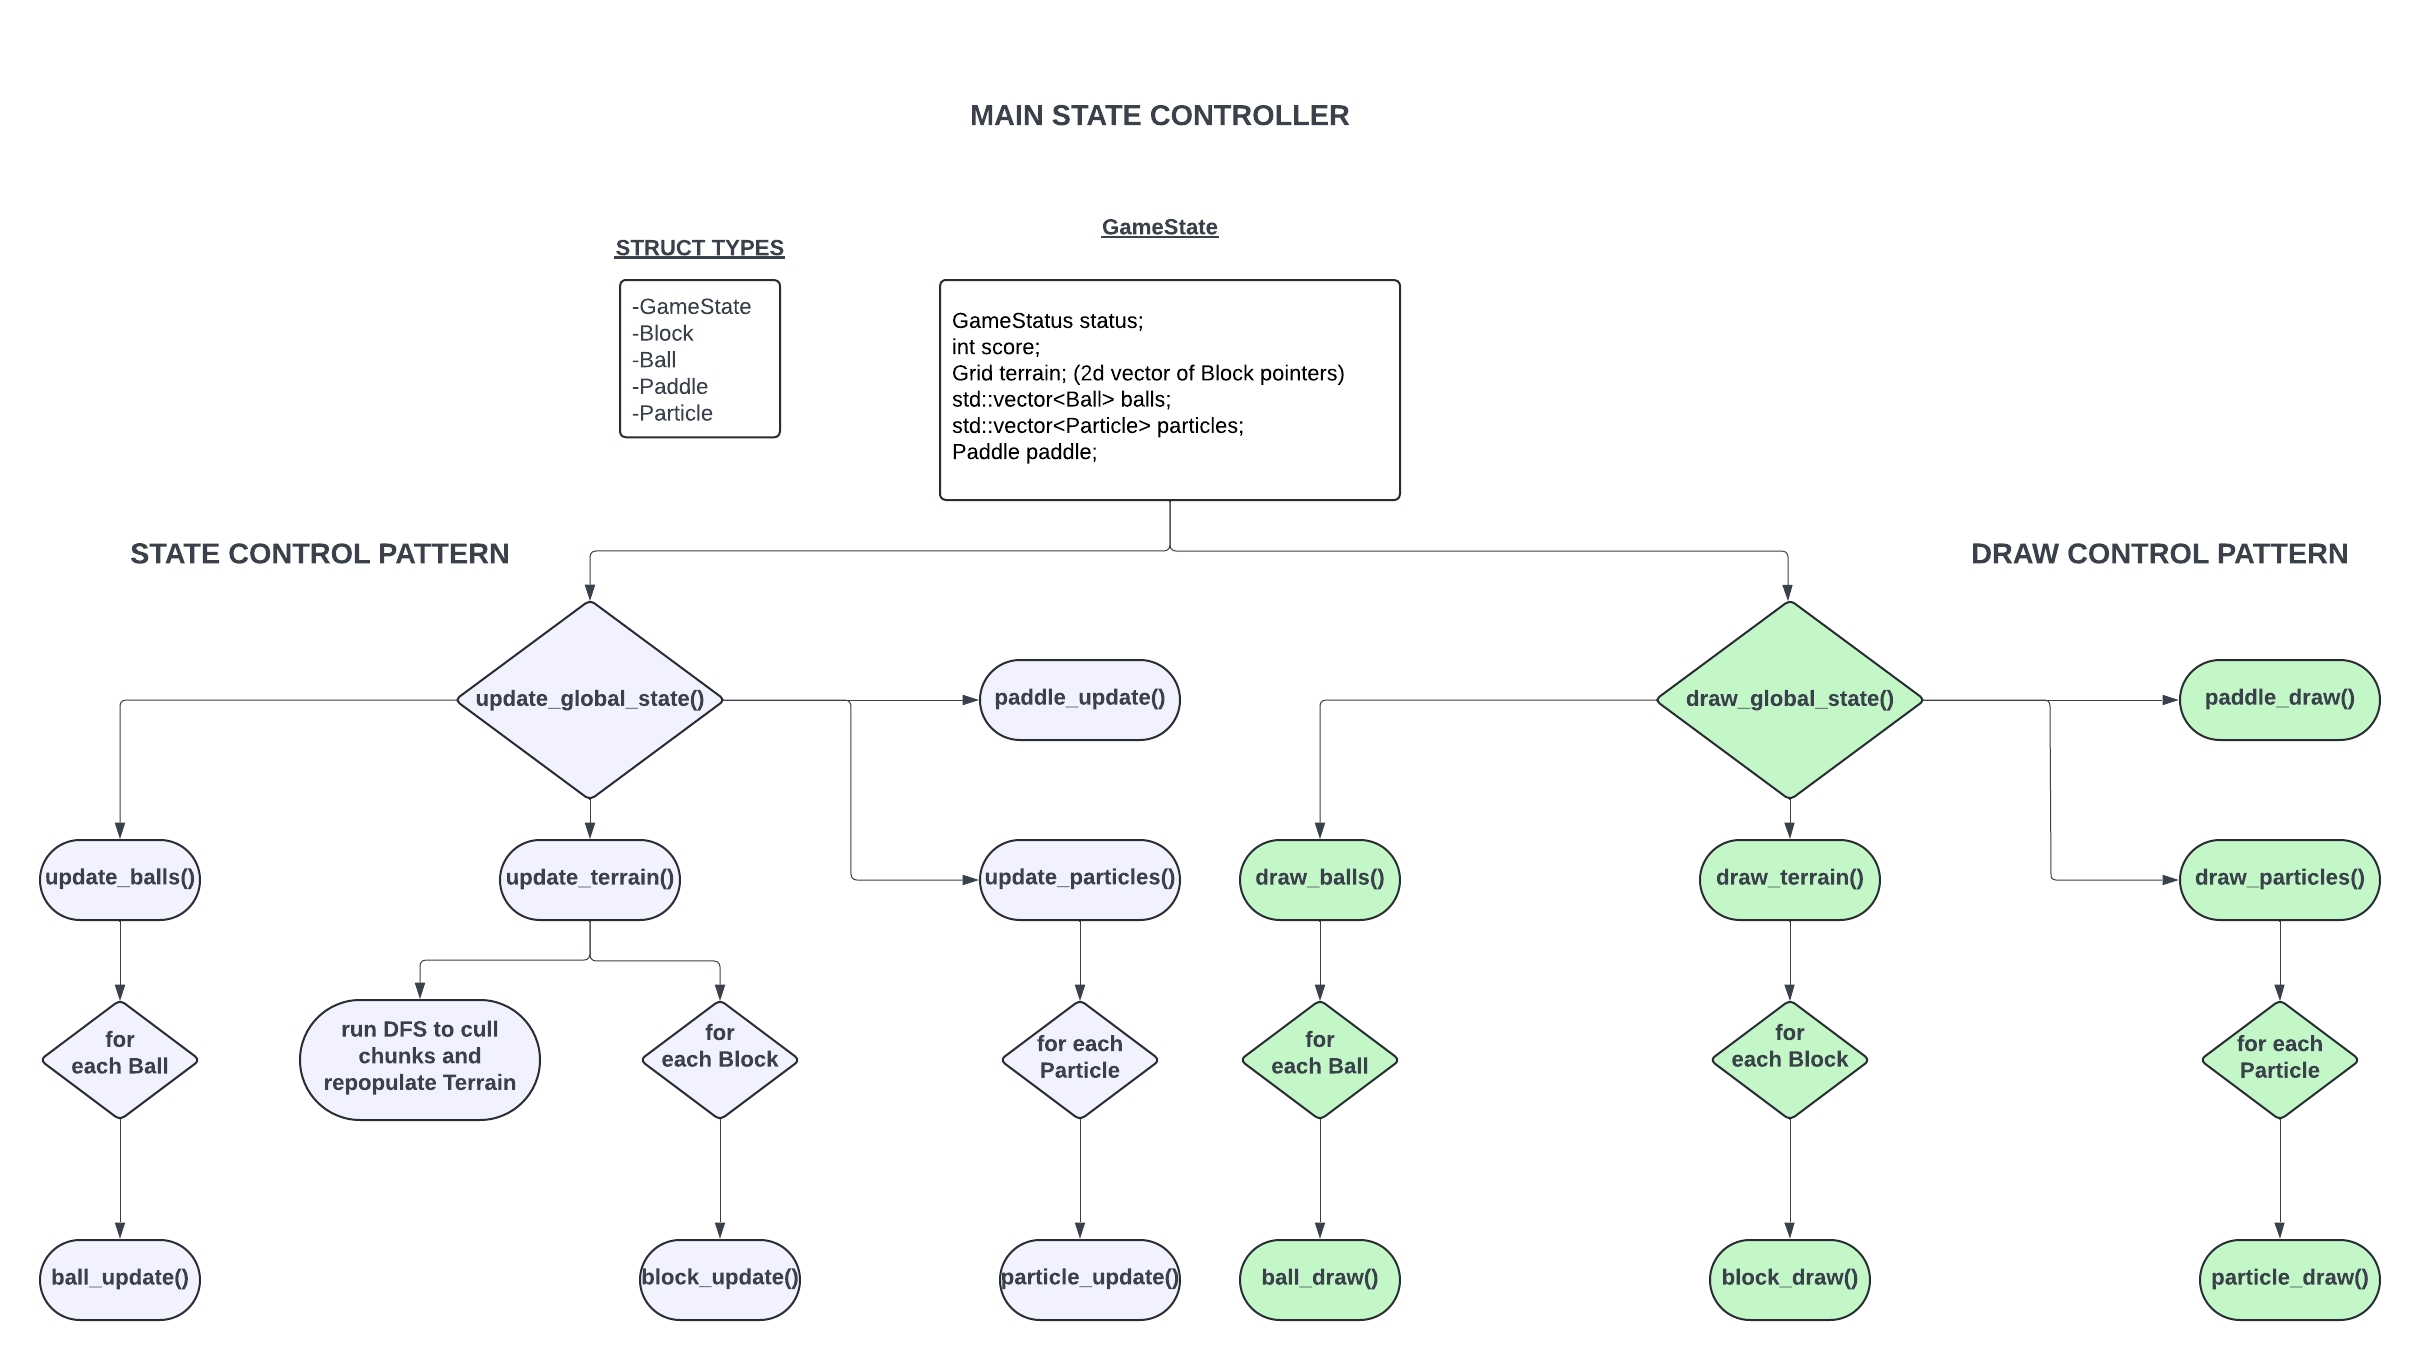 MAIN STATE CONTROLLER
GameState
STRUCT TYPES
-GameState
-Block
-Ball
-Paddle
-Particle
GameStatus status;
int score;
Grid terrain; (2d vector of Block pointers)
std::vector<Ball> balls;
std::vector<Particle> particles;
Paddle paddle;
STATE CONTROL PATTERN
DRAW CONTROL PATTERN
update_global_state()
paddle_update()
draw_global_state()
paddle_draw()
update_balls()
update_terrain()
update_particles()
draw_balls()
draw_terrain()
draw_particles()
for
each Ball
run DFS to cull
chunks and
repopulate Terrain
for
each Block
for each
Particle
for
each Ball
for
each Block
for each
Particle
ball_update()
block_update()
particle_update()
ball_draw()
block_draw()
particle_draw()